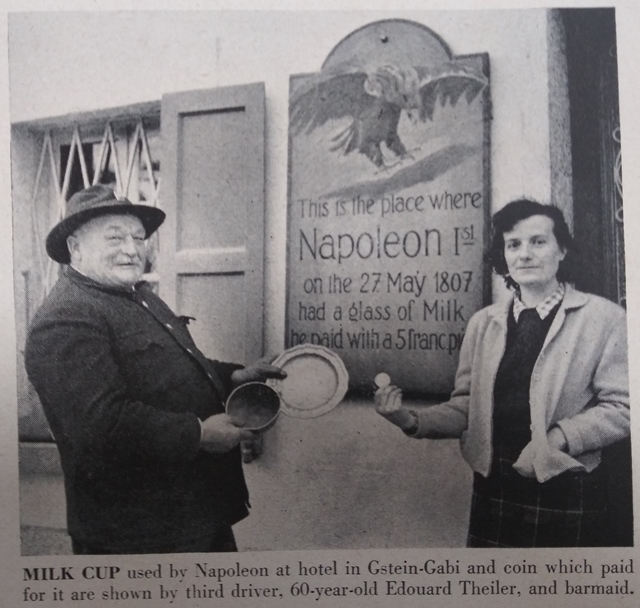 This is the place where
Napoleon Ist
on the 27 May 1807
had a glass of Milk
he paid with a 5 franc
MILK CUP used by Napoleon at hotel in Gstein-Gabi and coin which paid
for it are shown by third driver, 60-year-old Edouard Theiler, and barmaid.